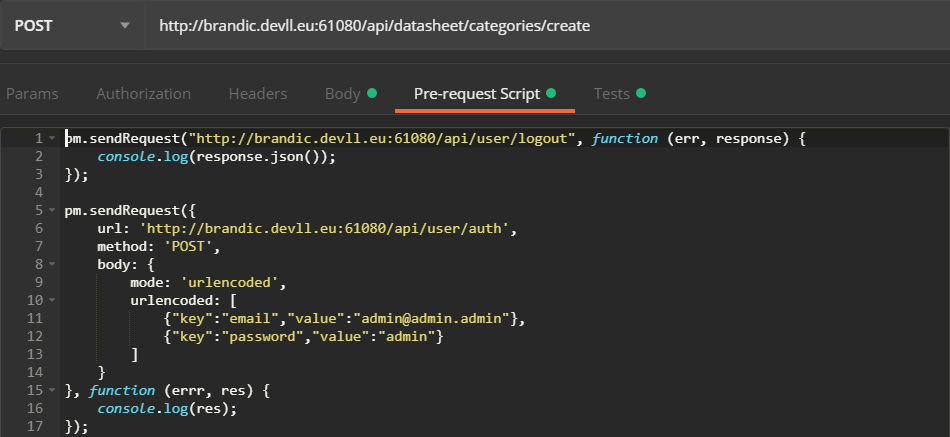 POST http://brandic.devll.eu:61080/api/datasheet/categories/create
Params Authorization Headers Body Pre-request Script Tests
1 pm.sendRequest("http://brandic.devll.eu:61080/api/user/logout", function (err, response) {
2 console.log(response.json());
3 });
4
5 pm.sendRequest({
6 url: 'http://brandic.devll.eu:61080/api/user/auth',
7 method: 'POST',
8 body: {
9 mode: 'urlencoded',
10 urlencoded: [
11 {"key":"email","value":"admin@admin.admin"},
12 {"key":"password","value":"admin"}
13 ]
14 }
15 }, function (errr, res) {
16 console.log(res);
17 });